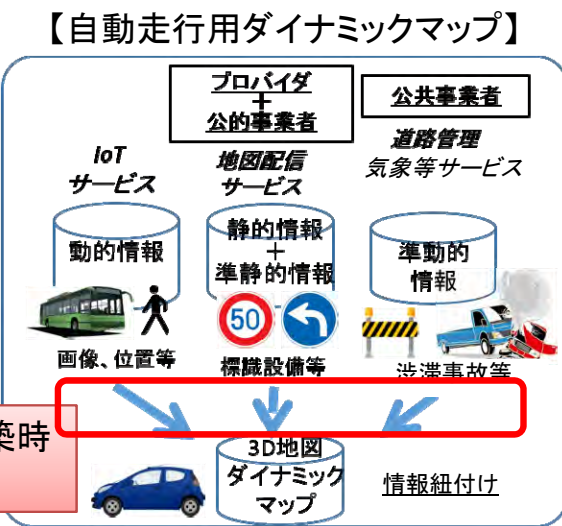 【自動走行用ダイナミックマップ】
プロバイダ
+
公的事業者
公共事業者
IoT
サービス
地図配信
サービス
道路管理
気象等サービス
動的情報
静的情報
+
準静的情報
準動的
情報
50
画像、位置等
標識設備等
渋滞事故等
築時
3D地図
ダイナミック
マップ
情報紐付け